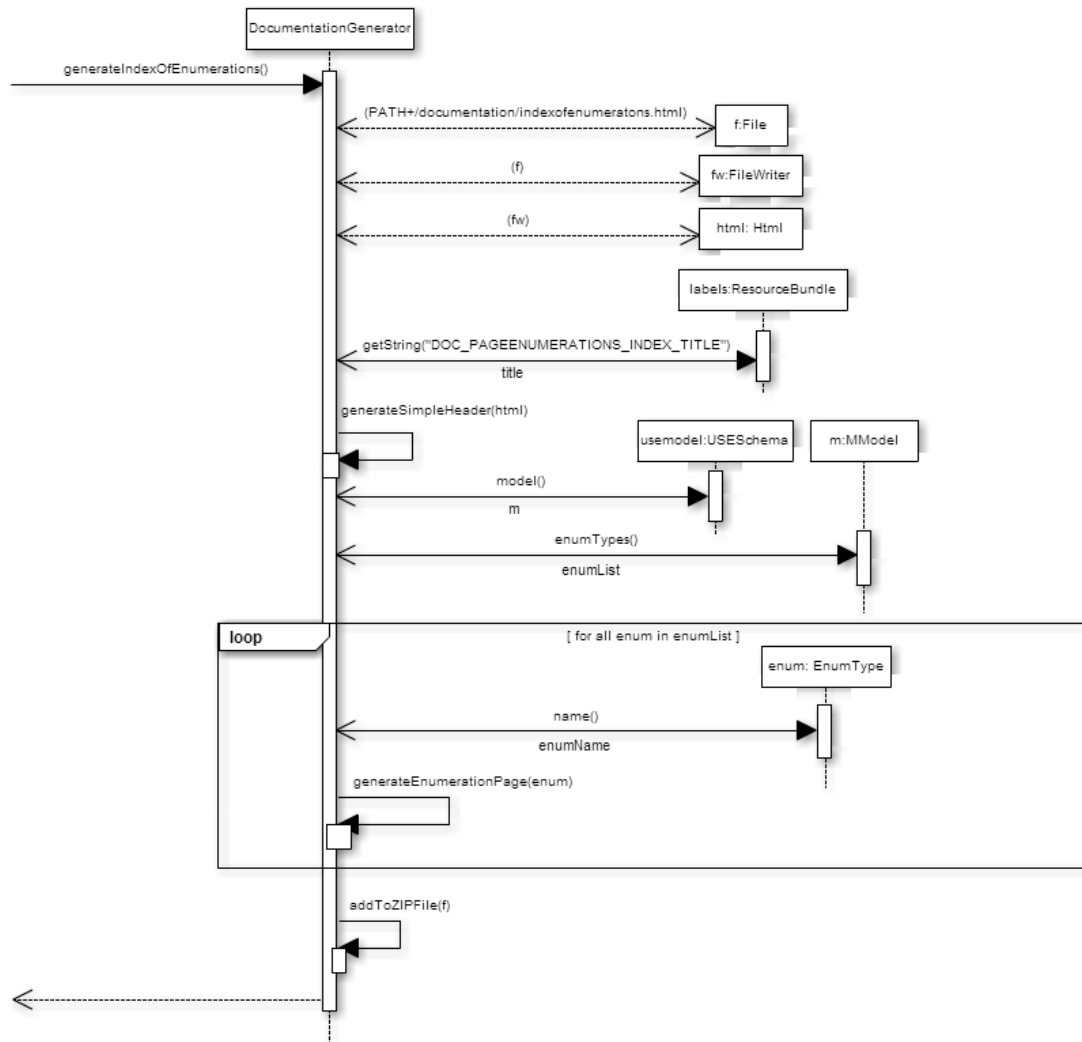 DocumentationGenerator
generateIndexOfEnumerations()
(PATH+/documentation/indexofenumeratons.html)
f:File
(f)
fw:FileWriter
(fw)
html: Html
labels:ResourceBundle
getString("DOC_PAGEENUMERATIONS_INDEX_TITLE")
title
generateSimpleHeader(html)
usemodel:USESchema
m:MModel
model()
m
enumTypes()
enumList
loop
[ for all enum in enumList ]
enum: EnumType
name()
enumName
generateEnumerationPage(enum)
addToZIPFile(f)